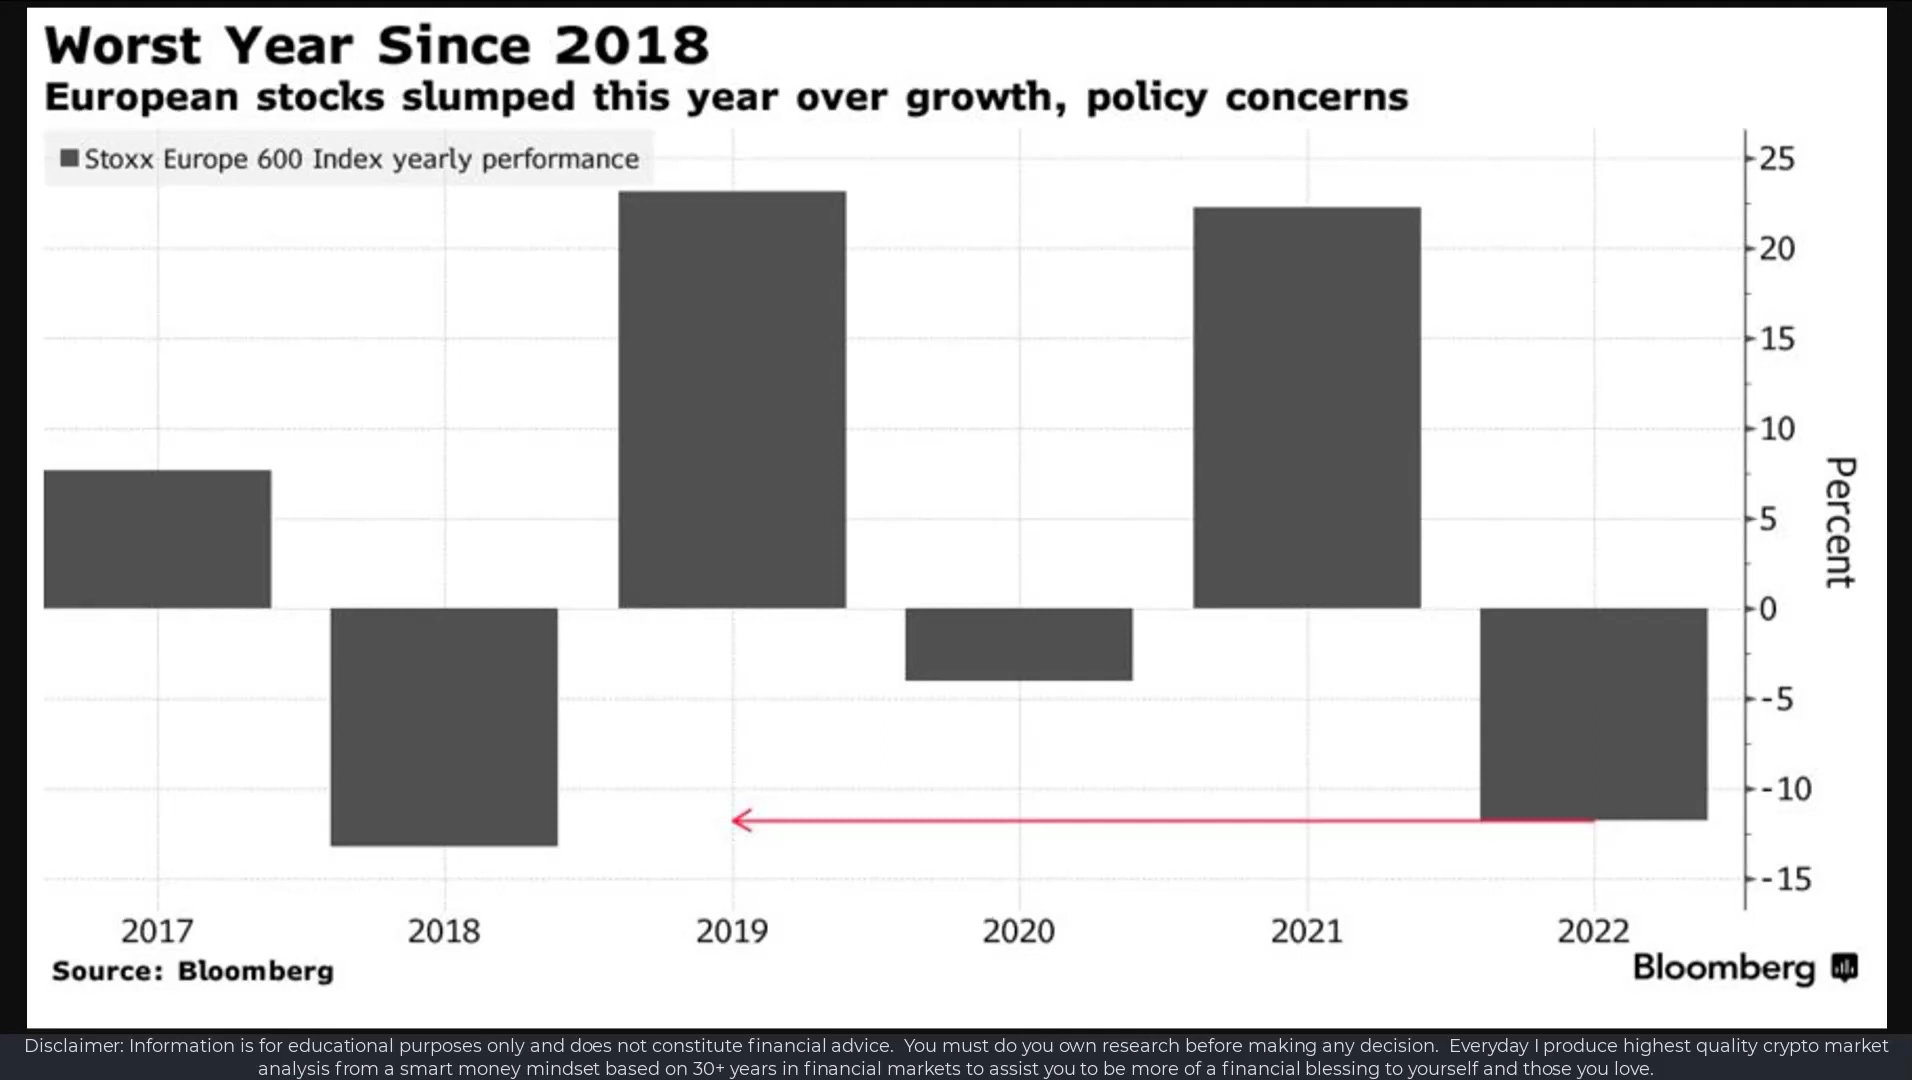 Worst Year Since 2018
European stocks slumped this year over growth, policy concerns
Stoxx Europe 600 Index yearly performance
25
20
15
10
5
0
-5
-10
-15
Percent
2017 2018 2019 2020 2021 2022
Source: Bloomberg
Bloomberg
Disclaimer: Information is for educational purposes only and does not constitute financial advice. You must do you own research before making any decision. Everyday I produce highest quality crypto market
analysis from a smart money mindset based on 30+ years in financial markets to assist you to be more of a financial blessing to yourself and those you love.